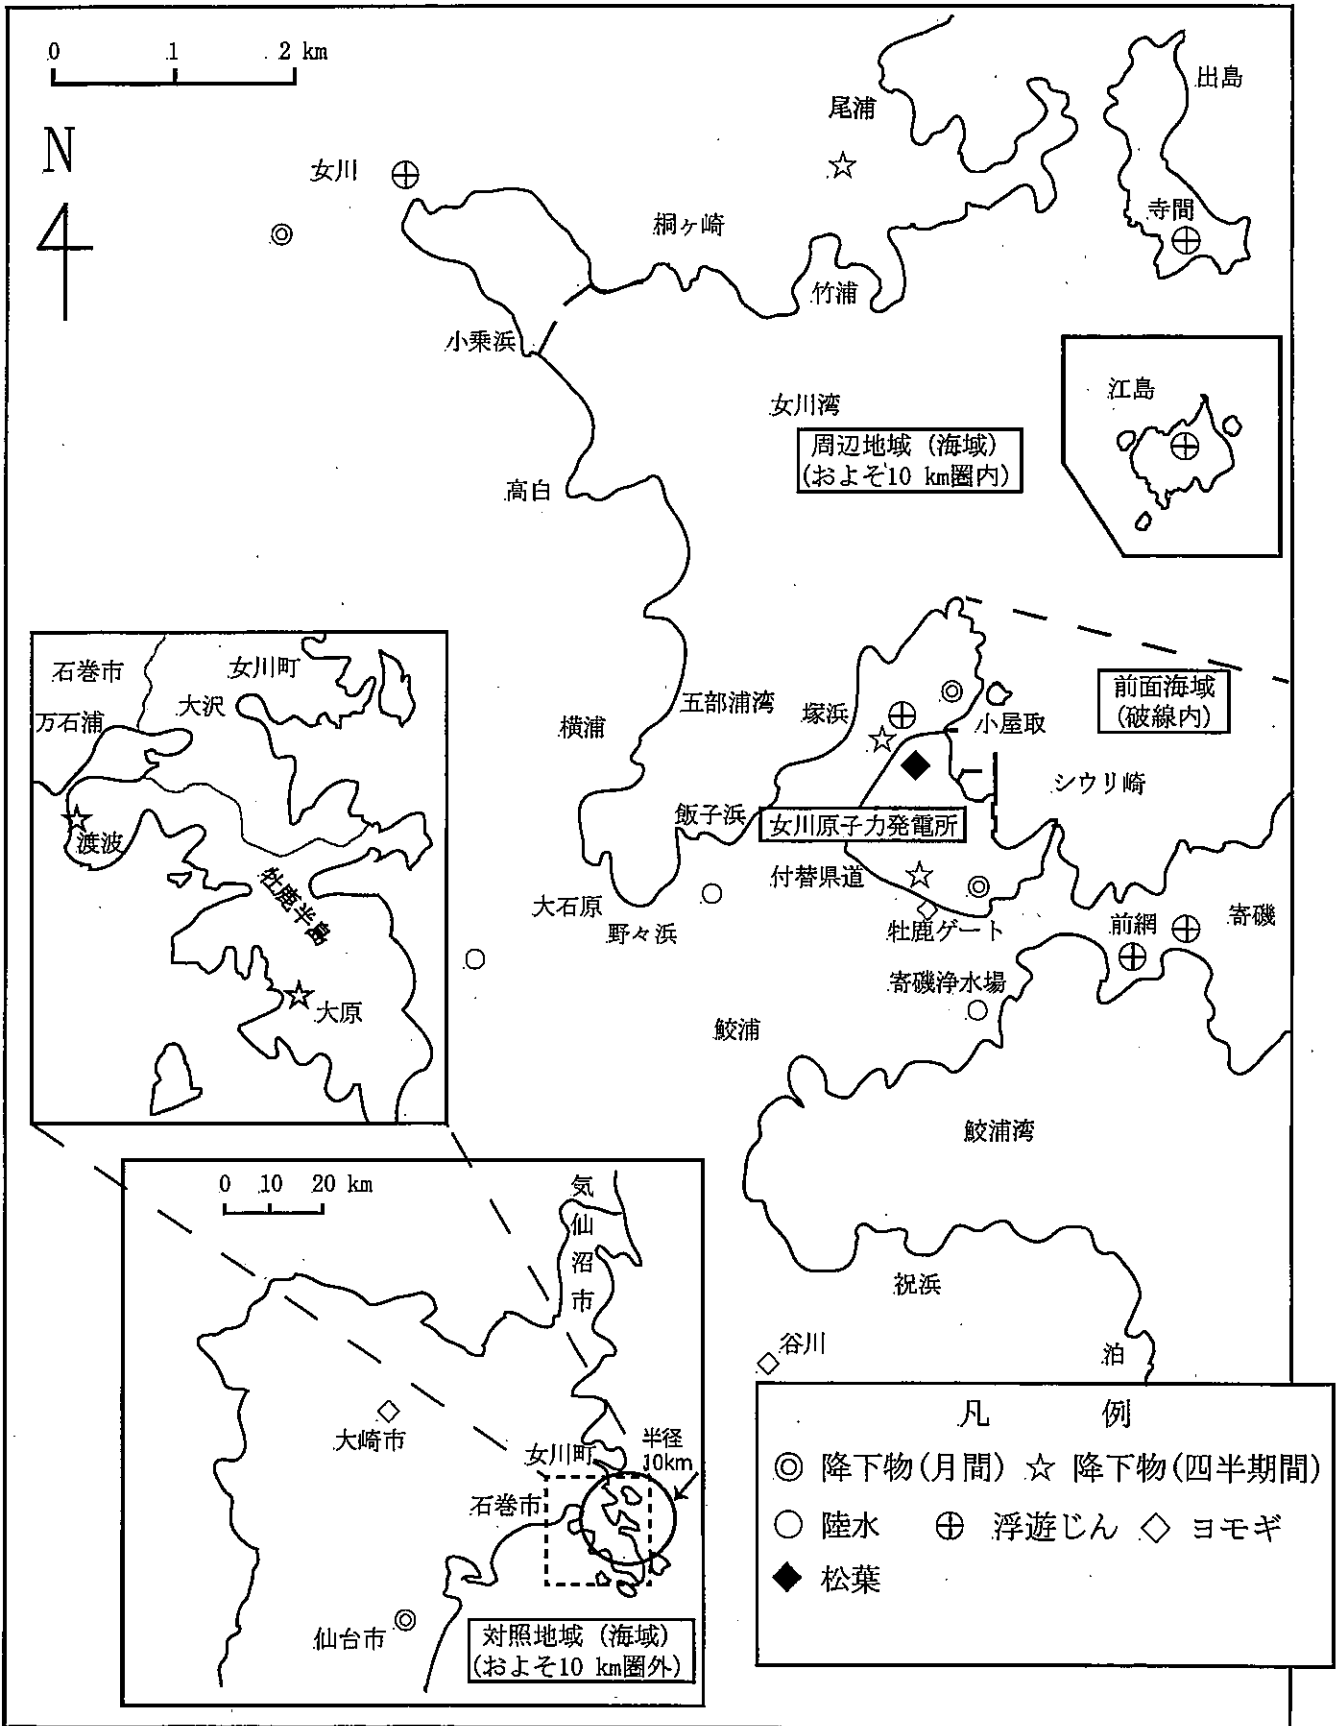 0 1 2 km
N
出島
尾浦
女川
寺間
桐ヶ崎
竹浦
小乗浜
江島
女川湾
周辺地域 (海域)
(およそ10 km圏内)
高白
石巻市
女川町
万石浦
大沢
渡波
牡鹿半島
大原
前面海域
(破線内)
五部浦湾
塚浜
小屋取
横浦
シウリ崎
飯子浜
女川原子力発電所
付替県道
大石原
野々浜
牡鹿ゲート
前網
寄磯
寄磯浄水場
鮫浦
鮫浦湾
祝浜
谷川
泊
0 10 20 km
気仙沼市
大崎市
女川町
半径
10km
石巻市
仙台市
対照地域 (海域)
(およそ10 km圏外)
凡 例
◎ 降下物(月間) ☆ 降下物(四半期間)
○ 陸水 ⊕ 浮遊じん ◇ ヨモギ
◆ 松葉